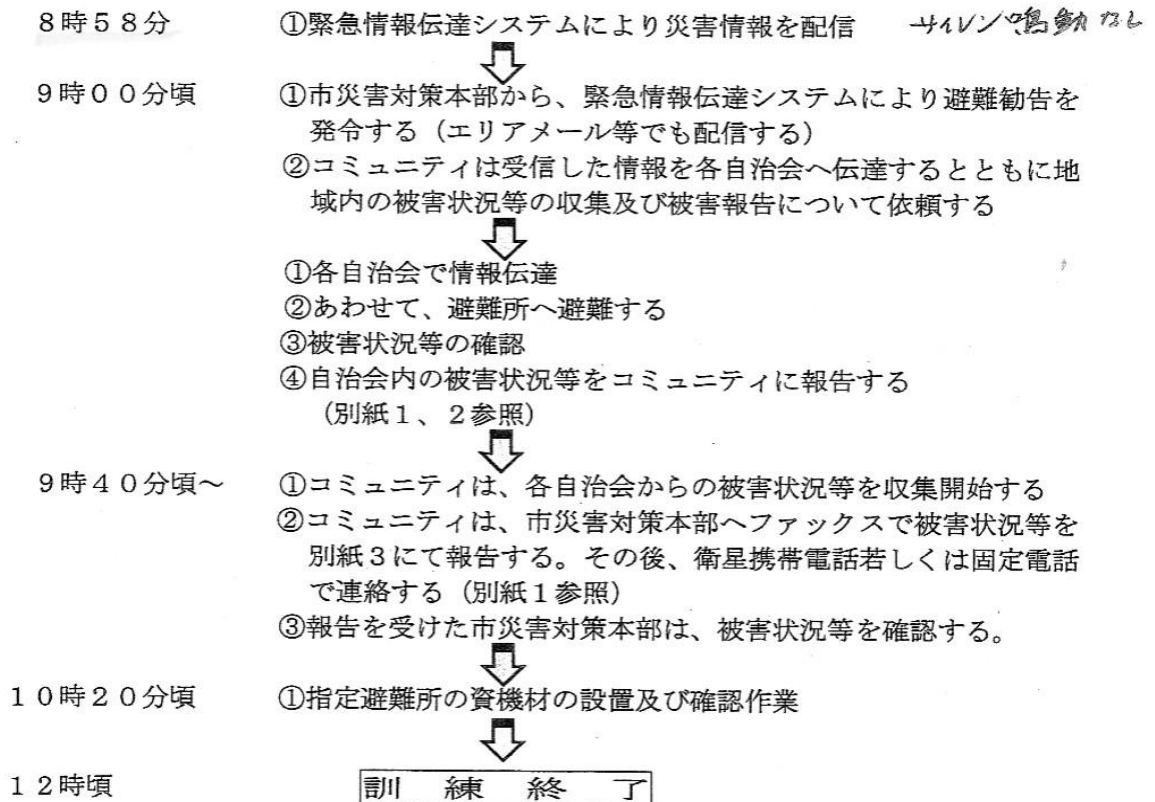 8時58分 ①緊急情報伝達システムにより災害情報を配信 サイレン鳴動なし
9時00分頃 ①市災害対策本部から、緊急情報伝達システムにより避難勧告を
発令する(エリアメール等でも配信する)
②コミュニティは受信した情報を各自治会へ伝達するとともに地
域内の被害状況等の収集及び被害報告について依頼する
①各自治会で情報伝達
②あわせて、避難所へ避難する
③被害状況等の確認
④自治会内の被害状況等をコミュニティに報告する
(別紙1、2参照)
9時40分頃～ ①コミュニティは、各自治会からの被害状況等を収集開始する
②コミュニティは、市災害対策本部へファックスで被害状況等を
別紙3にて報告する。その後、衛星携帯電話若しくは固定電話
で連絡する(別紙1参照)
③報告を受けた市災害対策本部は、被害状況等を確認する。
10時20分頃 ①指定避難所の資機材の設置及び確認作業
12時頃 訓練終了